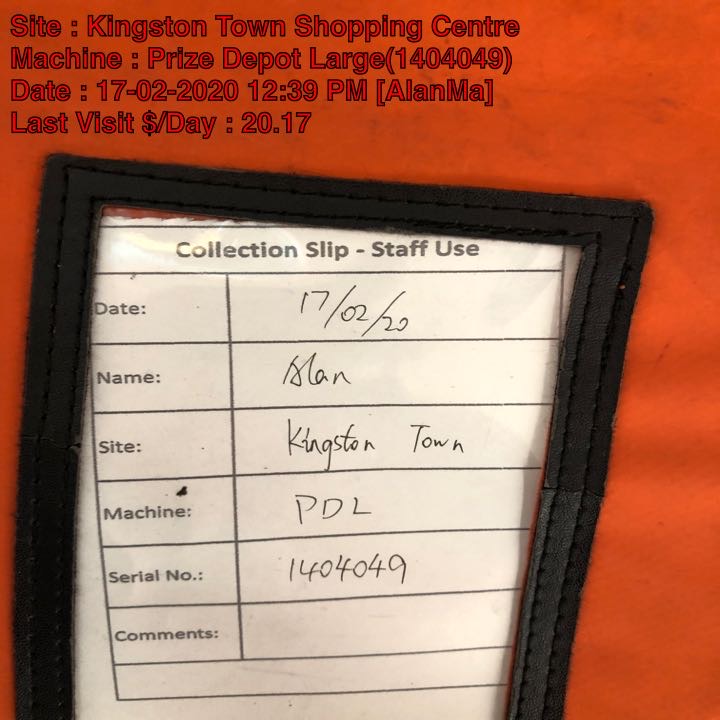 Site : Kingston Town Shopping Centre
Machine : Prize Depot Large(1404049)
Date : 17-02-2020 12:39 PM [AlanMa]
Last Visit $/Day : 20.17
Collection Slip - Staff Use
Date: 17/02/20
Name: Alan
Site: Kingston Town
Machine: PDL
Serial No.: 1404049
Comments: